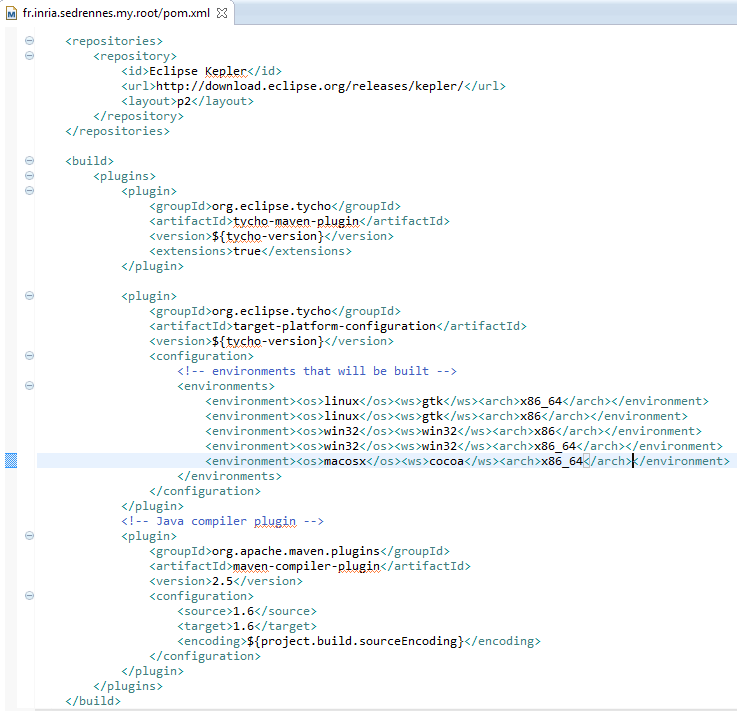 fr.inria.sedrennes.my.root/pom.xml
<repositories>
<repository>
<id>Eclipse Kepler</id>
<url>http://download.eclipse.org/releases/kepler/</url>
<layout>p2</layout>
</repository>
</repositories>
<build>
<plugins>
<plugin>
<groupId>org.eclipse.tycho</groupId>
<artifactId>tycho-maven-plugin</artifactId>
<version>${tycho-version}</version>
<extensions>true</extensions>
</plugin>
<plugin>
<groupId>org.eclipse.tycho</groupId>
<artifactId>target-platform-configuration</artifactId>
<version>${tycho-version}</version>
<configuration>
<!-- environments that will be built -->
<environments>
<environment><os>linux</os><ws>gtk</ws><arch>x86_64</arch></environment>
<environment><os>linux</os><ws>gtk</ws><arch>x86</arch></environment>
<environment><os>win32</os><ws>win32</ws><arch>x86</arch></environment>
<environment><os>win32</os><ws>win32</ws><arch>x86_64</arch></environment>
<environment><os>macosx</os><ws>cocoa</ws><arch>x86_64</arch></environment>
</environments>
</configuration>
</plugin>
<!-- Java compiler plugin -->
<plugin>
<groupId>org.apache.maven.plugins</groupId>
<artifactId>maven-compiler-plugin</artifactId>
<version>2.5</version>
<configuration>
<source>1.6</source>
<target>1.6</target>
<encoding>${project.build.sourceEncoding}</encoding>
</configuration>
</plugin>
</plugins>
</build>